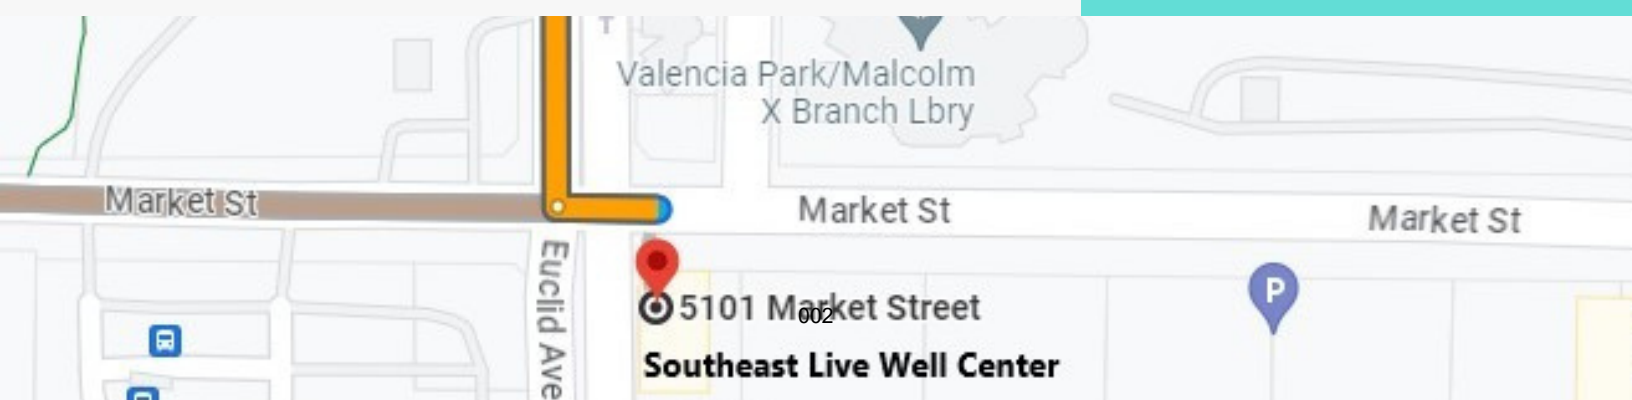 T
Valencia Park/Malcolm
X Branch Lbry
Market St
Market St
Market St
Euclid Ave
P
5101 Market Street
002
Southeast Live Well Center